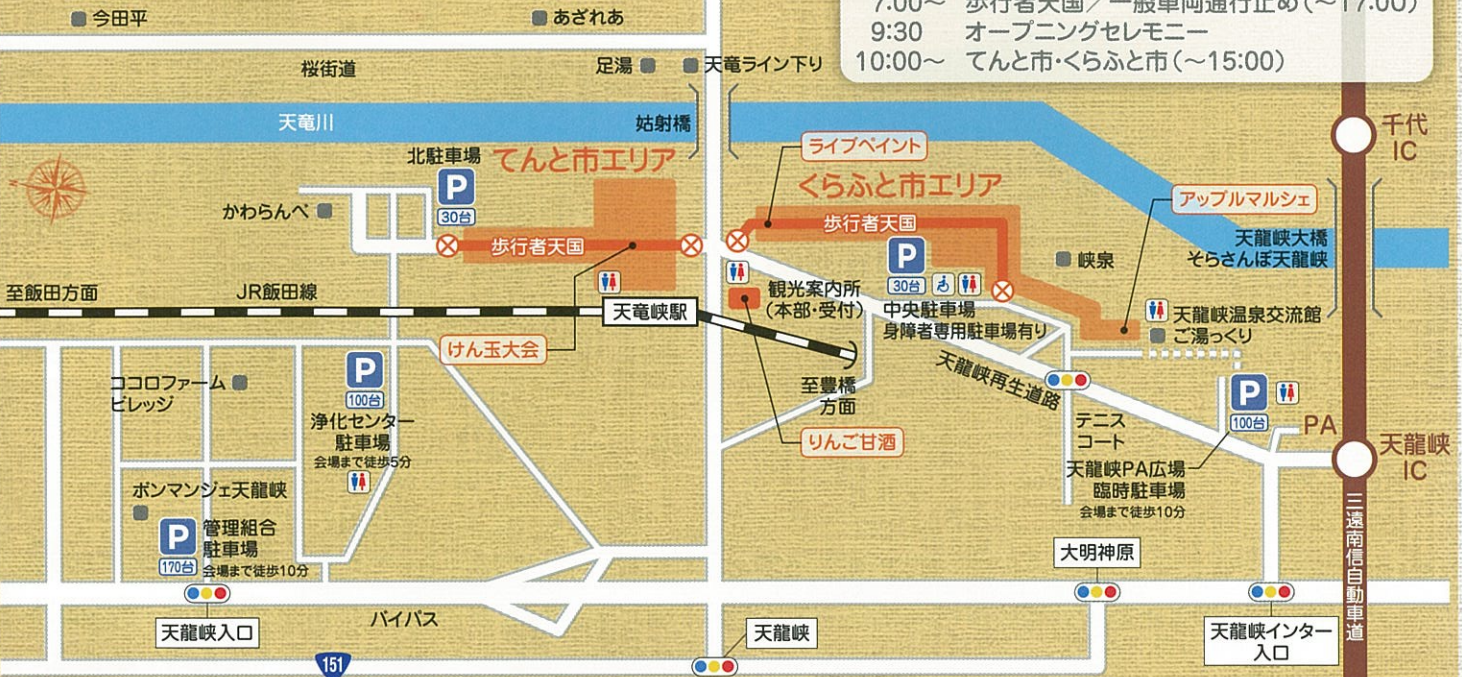 7:00～ 歩行者天国／一般車両通行止め(～17:00)
9:30 オープニングセレモニー
10:00～ てんと市・くらふと市(～15:00)
今田平
あざれあ
桜街道
足湯
天竜ライン下り
天竜川
姑射橋
千代
IC
北駐車場
P
30台
てんと市エリア
ライブペイント
くらふと市エリア
アップルマルシェ
かわらんべ
歩行者天国
歩行者天国
P
30台
中央駐車場
身障者専用駐車場有り
峡泉
天龍峡大橋
そらさんぽ天龍峡
至飯田方面
JR飯田線
天竜峡駅
観光案内所
(本部・受付)
天龍峡温泉交流館
ご湯っくり
けん玉大会
ココロファーム
ビレッジ
P
100台
浄化センター
駐車場
会場まで徒歩5分
至豊橋
方面
天龍峡再生道路
りんご甘酒
テニス
コート
P
100台
PA
天龍峡
IC
天龍峡PA広場
臨時駐車場
会場まで徒歩10分
ボンマンジェ天龍峡
P
170台
管理組合
駐車場
会場まで徒歩10分
三遠南信自動車道
大明神原
天龍峡入口
バイパス
天龍峡
天龍峡インター
入口
151